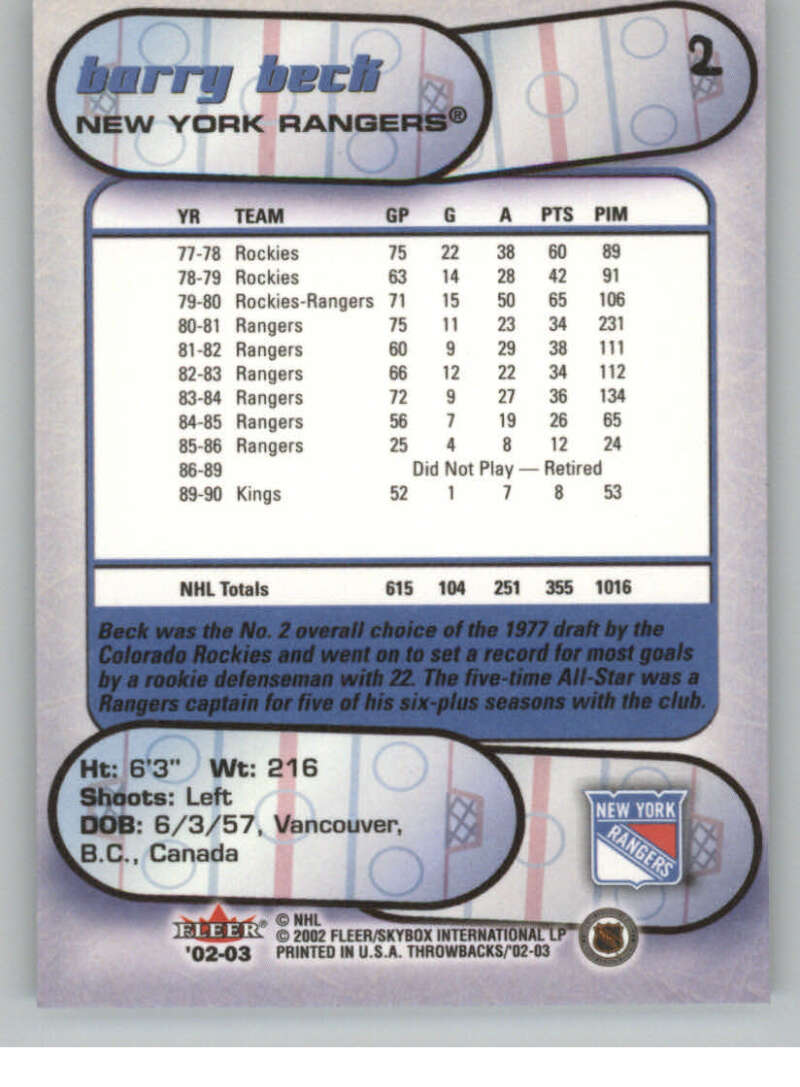 barry beck
2
NEW YORK RANGERS®
YR TEAM GP G A PTS PIM
77-78 Rockies 75 22 38 60 89
78-79 Rockies 63 14 28 42 91
79-80 Rockies-Rangers 71 15 50 65 106
80-81 Rangers 75 11 23 34 231
81-82 Rangers 60 9 29 38 111
82-83 Rangers 66 12 22 34 112
83-84 Rangers 72 9 27 36 134
84-85 Rangers 56 7 19 26 65
85-86 Rangers 25 4 8 12 24
86-89 Did Not Play — Retired
89-90 Kings 52 1 7 8 53
NHL Totals 615 104 251 355 1016
Beck was the No. 2 overall choice of the 1977 draft by the
Colorado Rockies and went on to set a record for most goals
by a rookie defenseman with 22. The five-time All-Star was a
Rangers captain for five of his six-plus seasons with the club.
Ht: 6'3" Wt: 216
Shoots: Left
DOB: 6/3/57, Vancouver,
B.C., Canada
NEW YORK
RANGERS
FLEER®
'02-03
© NHL
© 2002 FLEER/SKYBOX INTERNATIONAL LP
PRINTED IN U.S.A. THROWBACKS/'02-03